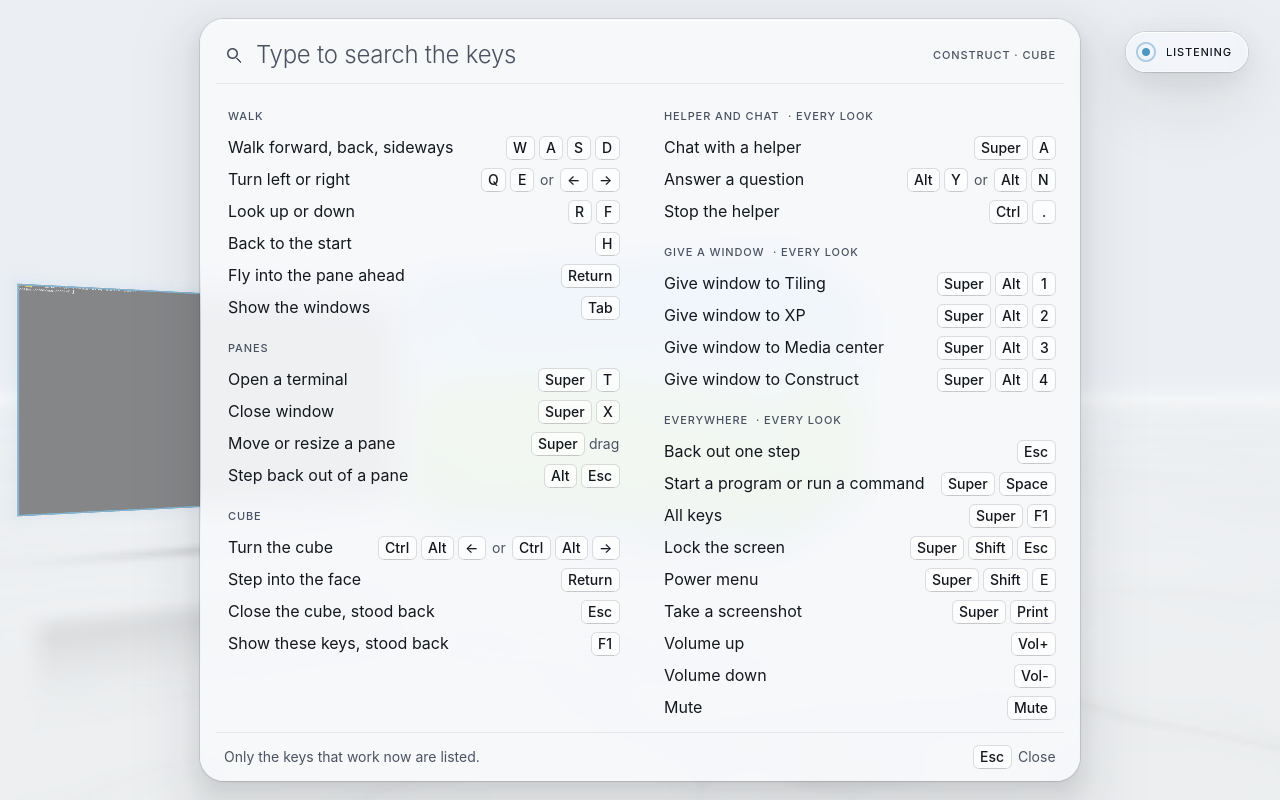 Type to search the keys
CONSTRUCT · CUBE
LISTENING
WALK
Walk forward, back, sideways W A S D
Turn left or right Q E or ← →
Look up or down R F
Back to the start H
Fly into the pane ahead Return
Show the windows Tab
PANES
Open a terminal Super T
Close window Super X
Move or resize a pane Super drag
Step back out of a pane Alt Esc
CUBE
Turn the cube Ctrl Alt ← or Ctrl Alt →
Step into the face Return
Close the cube, stood back Esc
Show these keys, stood back F1
HELPER AND CHAT · EVERY LOOK
Chat with a helper Super A
Answer a question Alt Y or Alt N
Stop the helper Ctrl .
GIVE A WINDOW · EVERY LOOK
Give window to Tiling Super Alt 1
Give window to XP Super Alt 2
Give window to Media center Super Alt 3
Give window to Construct Super Alt 4
EVERYWHERE · EVERY LOOK
Back out one step Esc
Start a program or run a command Super Space
All keys Super F1
Lock the screen Super Shift Esc
Power menu Super Shift E
Take a screenshot Super Print
Volume up Vol+
Volume down Vol-
Mute Mute
Only the keys that work now are listed.
Esc Close